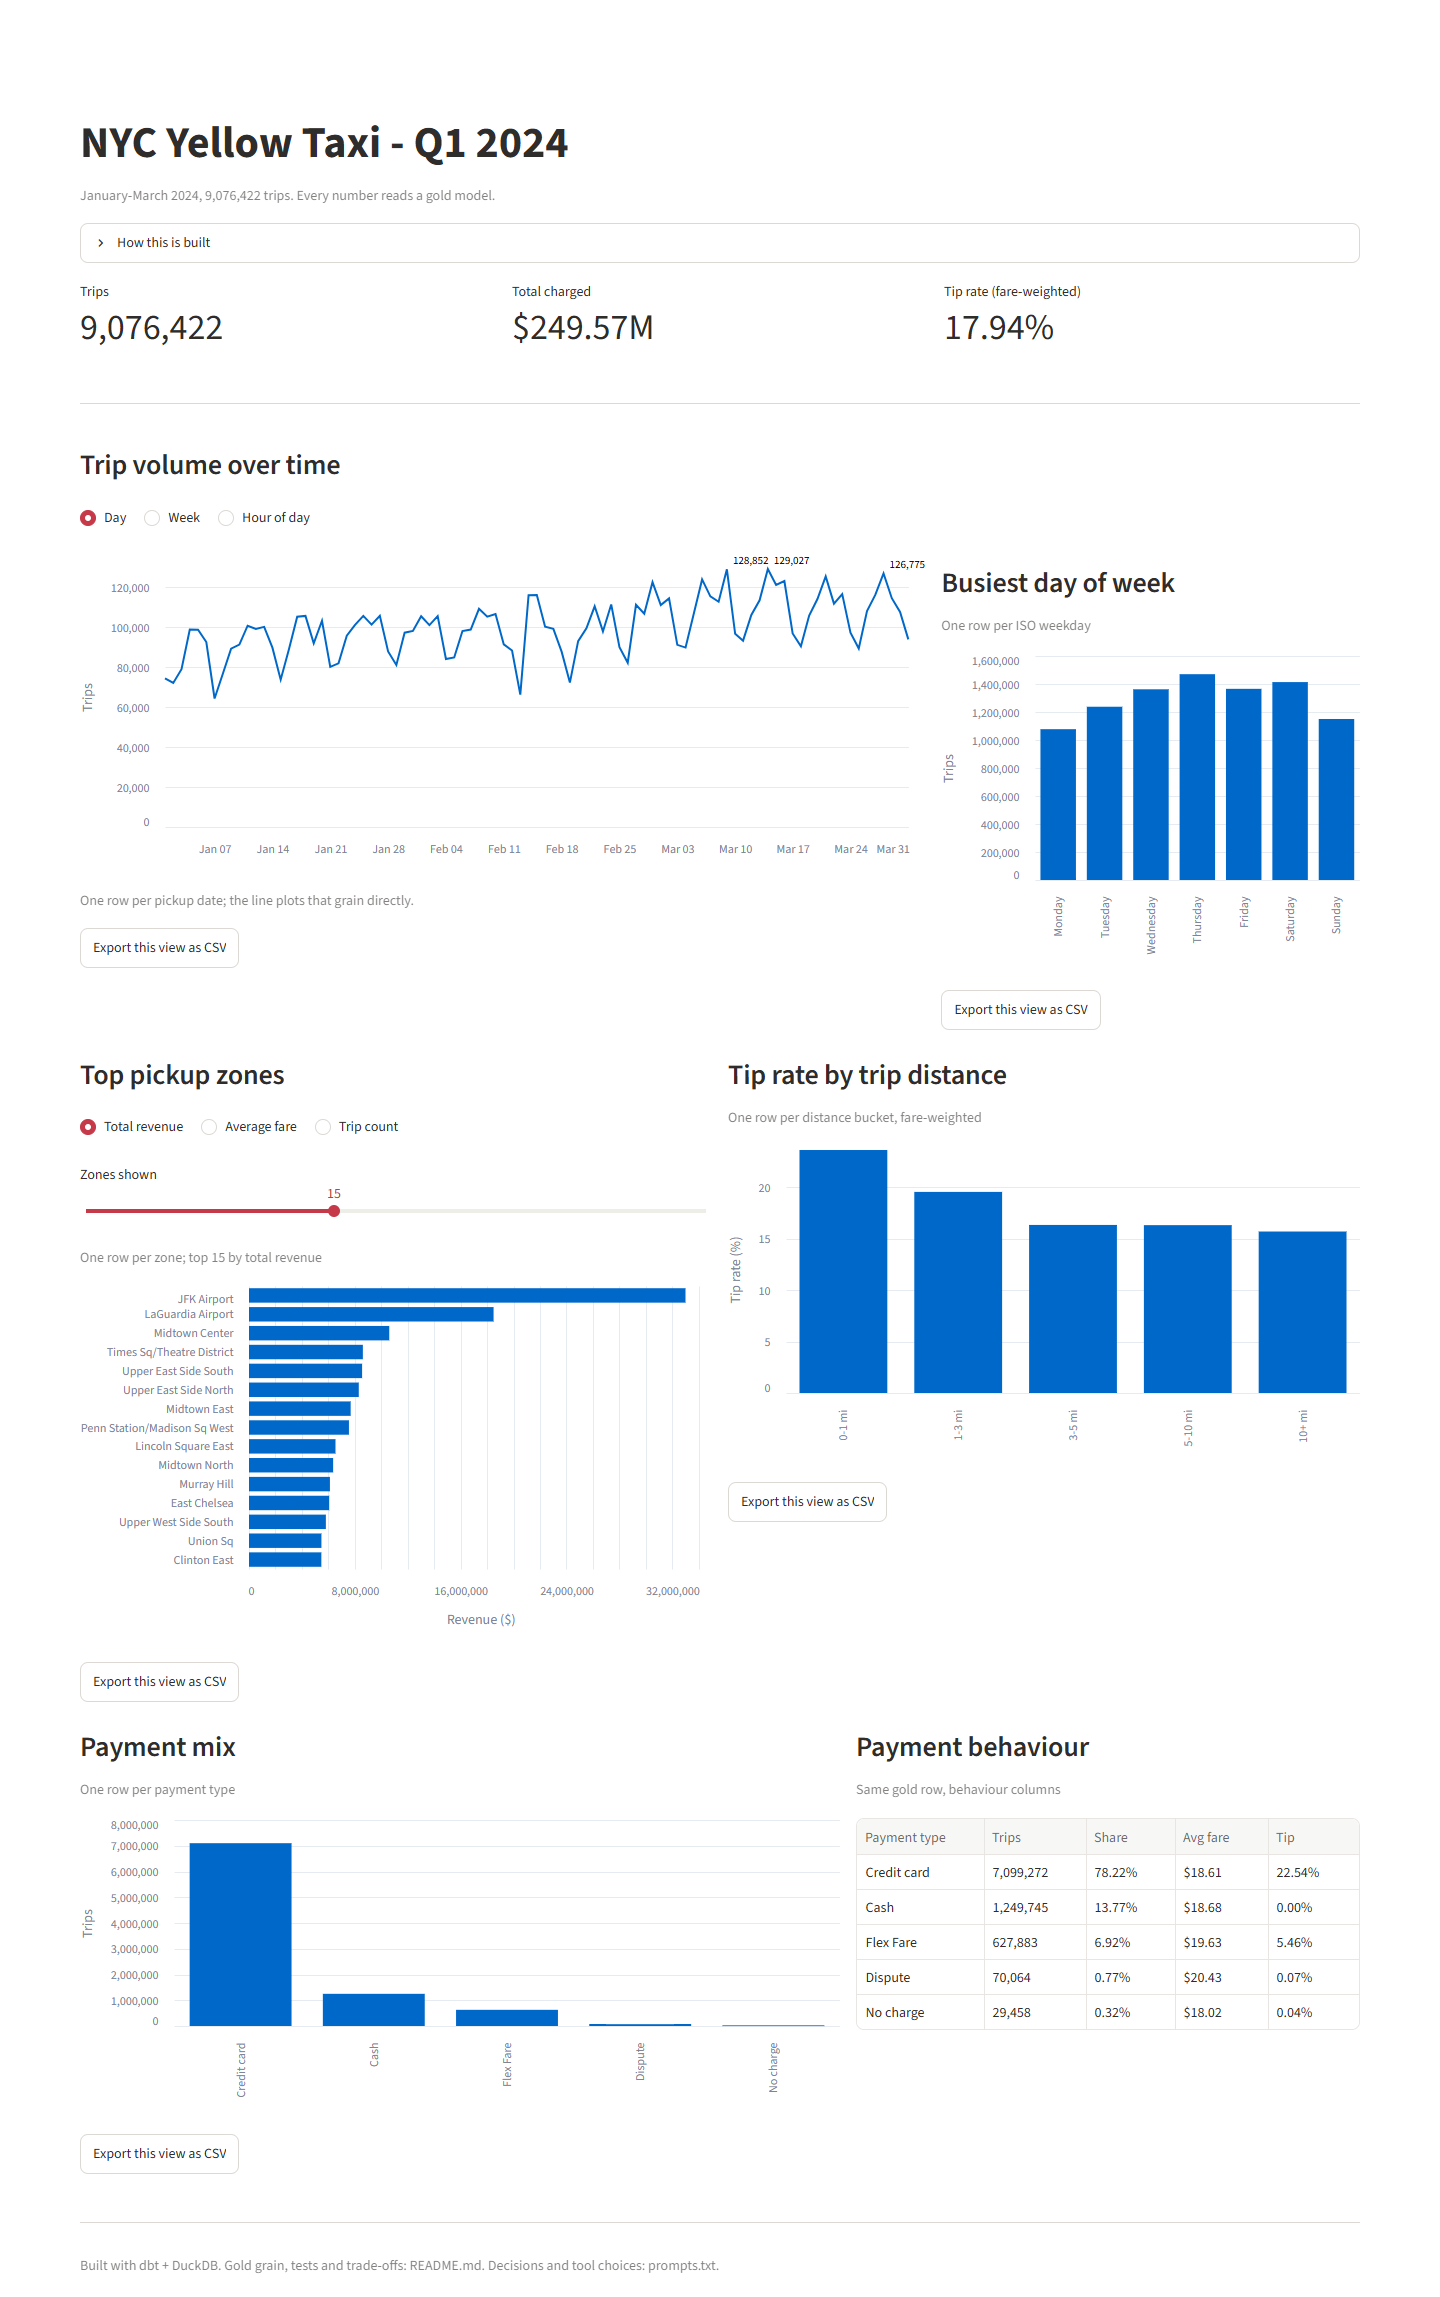 NYC Yellow Taxi - Q1 2024
January-March 2024, 9,076,422 trips. Every number reads a gold model.
How this is built
Trips
9,076,422
Total charged
$249.57M
Tip rate (fare-weighted)
17.94%
Trip volume over time
Day Week Hour of day
128,852 129,027 126,775
Trips
120,000
100,000
80,000
60,000
40,000
20,000
0
Jan 07 Jan 14 Jan 21 Jan 28 Feb 04 Feb 11 Feb 18 Feb 25 Mar 03 Mar 10 Mar 17 Mar 24 Mar 31
One row per pickup date; the line plots that grain directly.
Export this view as CSV
Busiest day of week
One row per ISO weekday
Trips
1,600,000
1,400,000
1,200,000
1,000,000
800,000
600,000
400,000
200,000
0
Monday
Tuesday
Wednesday
Thursday
Friday
Saturday
Sunday
Export this view as CSV
Top pickup zones
Total revenue Average fare Trip count
Zones shown
15
One row per zone; top 15 by total revenue
JFK Airport
LaGuardia Airport
Midtown Center
Times Sq/Theatre District
Upper East Side South
Upper East Side North
Midtown East
Penn Station/Madison Sq West
Lincoln Square East
Midtown North
Murray Hill
East Chelsea
Upper West Side South
Union Sq
Clinton East
0 8,000,000 16,000,000 24,000,000 32,000,000
Revenue ($)
Export this view as CSV
Tip rate by trip distance
One row per distance bucket, fare-weighted
Tip rate (%)
20
15
10
5
0
0-1 mi
1-3 mi
3-5 mi
5-10 mi
10+ mi
Export this view as CSV
Payment mix
One row per payment type
Trips
8,000,000
7,000,000
6,000,000
5,000,000
4,000,000
3,000,000
2,000,000
1,000,000
0
Credit card
Cash
Flex Fare
Dispute
No charge
Export this view as CSV
Payment behaviour
Same gold row, behaviour columns
Payment type Trips Share Avg fare Tip
Credit card 7,099,272 78.22% $18.61 22.54%
Cash 1,249,745 13.77% $18.68 0.00%
Flex Fare 627,883 6.92% $19.63 5.46%
Dispute 70,064 0.77% $20.43 0.07%
No charge 29,458 0.32% $18.02 0.04%
Built with dbt + DuckDB. Gold grain, tests and trade-offs: README.md. Decisions and tool choices: prompts.txt.